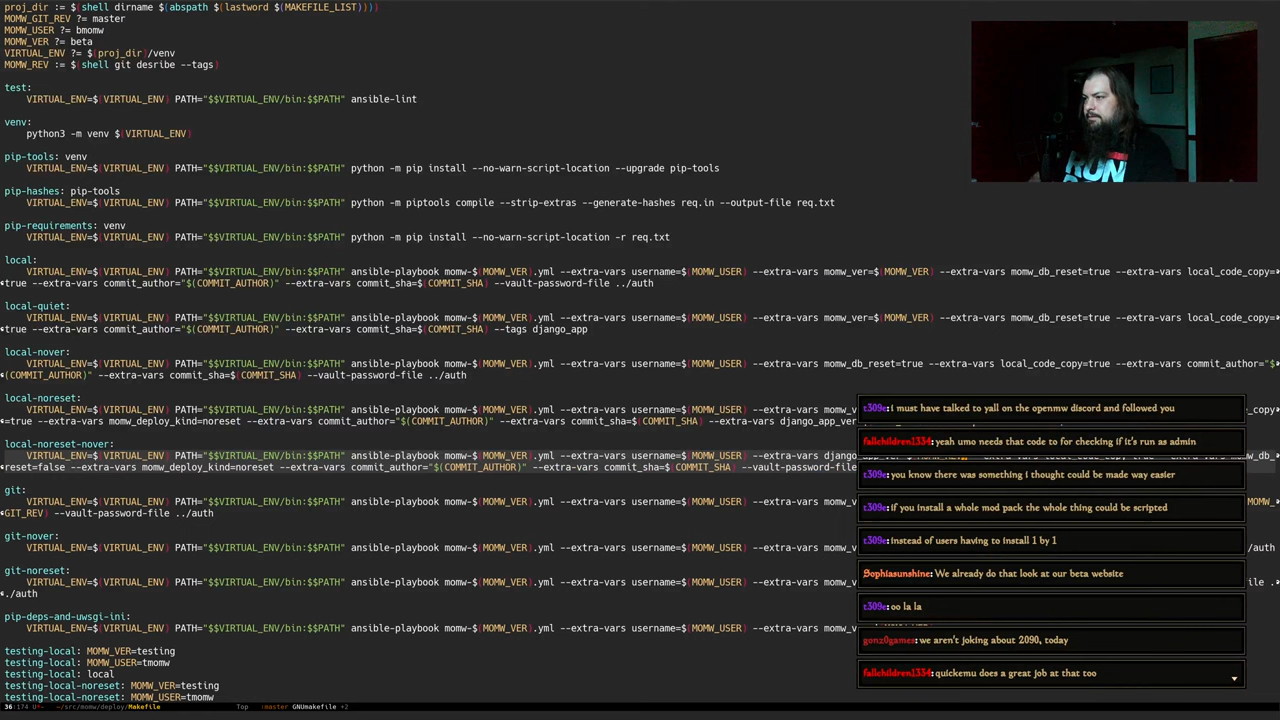 proj_dir := $(shell dirname $(abspath $(lastword $(MAKEFILE_LIST))))
MOMW_GIT_REV ?= master
MOMW_USER ?= bmomw
MOMW_VER ?= beta
VIRTUAL_ENV ?= $(proj_dir)/venv
MOMW_REV := $(shell git desribe --tags)
test:
VIRTUAL_ENV=$(VIRTUAL_ENV) PATH="$$VIRTUAL_ENV/bin:$$PATH" ansible-lint
venv:
python3 -m venv $(VIRTUAL_ENV)
pip-tools: venv
VIRTUAL_ENV=$(VIRTUAL_ENV) PATH="$$VIRTUAL_ENV/bin:$$PATH" python -m pip install --no-warn-script-location --upgrade pip-tools
pip-hashes: pip-tools
VIRTUAL_ENV=$(VIRTUAL_ENV) PATH="$$VIRTUAL_ENV/bin:$$PATH" python -m piptools compile --strip-extras --generate-hashes req.in --output-file req.txt
pip-requirements: venv
VIRTUAL_ENV=$(VIRTUAL_ENV) PATH="$$VIRTUAL_ENV/bin:$$PATH" python -m pip install --no-warn-script-location -r req.txt
local:
VIRTUAL_ENV=$(VIRTUAL_ENV) PATH="$$VIRTUAL_ENV/bin:$$PATH" ansible-playbook momw-$(MOMW_VER).yml --extra-vars username=$(MOMW_USER) --extra-vars momw_ver=$(MOMW_VER) --extra-vars momw_db_reset=true --extra-vars local_code_copy=
true --extra-vars commit_author="$(COMMIT_AUTHOR)" --extra-vars commit_sha=$(COMMIT_SHA) --vault-password-file ../auth
local-quiet:
VIRTUAL_ENV=$(VIRTUAL_ENV) PATH="$$VIRTUAL_ENV/bin:$$PATH" ansible-playbook momw-$(MOMW_VER).yml --extra-vars username=$(MOMW_USER) --extra-vars momw_ver=$(MOMW_VER) --extra-vars momw_db_reset=true --extra-vars local_code_copy=
true --extra-vars commit_author="$(COMMIT_AUTHOR)" --extra-vars commit_sha=$(COMMIT_SHA) --tags django_app
local-nover:
VIRTUAL_ENV=$(VIRTUAL_ENV) PATH="$$VIRTUAL_ENV/bin:$$PATH" ansible-playbook momw-$(MOMW_VER).yml --extra-vars username=$(MOMW_USER) --extra-vars momw_db_reset=true --extra-vars local_code_copy=true --extra-vars commit_author="$
(COMMIT_AUTHOR)" --extra-vars commit_sha=$(COMMIT_SHA) --vault-password-file ../auth
local-noreset:
VIRTUAL_ENV=$(VIRTUAL_ENV) PATH="$$VIRTUAL_ENV/bin:$$PATH" ansible-playbook momw-$(MOMW_VER).yml --extra-vars username=$(MOMW_USER) --extra-vars
=true --extra-vars momw_deploy_kind=noreset --extra-vars commit_author="$(COMMIT_AUTHOR)" --extra-vars commit_sha=$(COMMIT_SHA) --extra-vars django_app_ver
local-noreset-nover:
VIRTUAL_ENV=$(VIRTUAL_ENV) PATH="$$VIRTUAL_ENV/bin:$$PATH" ansible-playbook momw-$(MOMW_VER).yml --extra-vars username=$(MOMW_USER) --extra-vars momw_db_
reset=false --extra-vars momw_deploy_kind=noreset --extra-vars commit_author="$(COMMIT_AUTHOR)" --extra-vars commit_sha=$(COMMIT_SHA) --vault-password-file
git:
VIRTUAL_ENV=$(VIRTUAL_ENV) PATH="$$VIRTUAL_ENV/bin:$$PATH" ansible-playbook momw-$(MOMW_VER).yml --extra-vars username=$(MOMW_USER) --extra-vars MOMW_
GIT_REV) --vault-password-file ../auth
git-nover:
VIRTUAL_ENV=$(VIRTUAL_ENV) PATH="$$VIRTUAL_ENV/bin:$$PATH" ansible-playbook momw-$(MOMW_VER).yml --extra-vars username=$(MOMW_USER) --extra-vars /auth
git-noreset:
VIRTUAL_ENV=$(VIRTUAL_ENV) PATH="$$VIRTUAL_ENV/bin:$$PATH" ansible-playbook momw-$(MOMW_VER).yml --extra-vars username=$(MOMW_USER) --extra-vars
./auth
pip-deps-and-uwsgi-ini:
VIRTUAL_ENV=$(VIRTUAL_ENV) PATH="$$VIRTUAL_ENV/bin:$$PATH" ansible-playbook momw-$(MOMW_VER).yml --extra-vars username=$(MOMW_USER) --extra-vars
testing-local: MOMW_VER=testing
testing-local: MOMW_USER=tmomw
testing-local: local
testing-local-noreset: MOMW_VER=testing
testing-local-noreset: MOMW_USER=tmomw
36:174 U*- ~/src/momw/deploy/Makefile Top :master GNUmakefile +2
RUN
t309e: i must have talked to yall on the openmw discord and followed you
fallchildren1334: yeah umo needs that code to for checking if it's run as admin
t309e: you know there was something i thought could be made way easier
t309e: if you install a whole mod pack the whole thing could be scripted
t309e: instead of users having to install 1 by 1
Sophiasunshine: We already do that look at our beta website
t309e: oo la la
gonz0games: we aren't joking about 2090, today
fallchildren1334: quickemu does a great job at that too